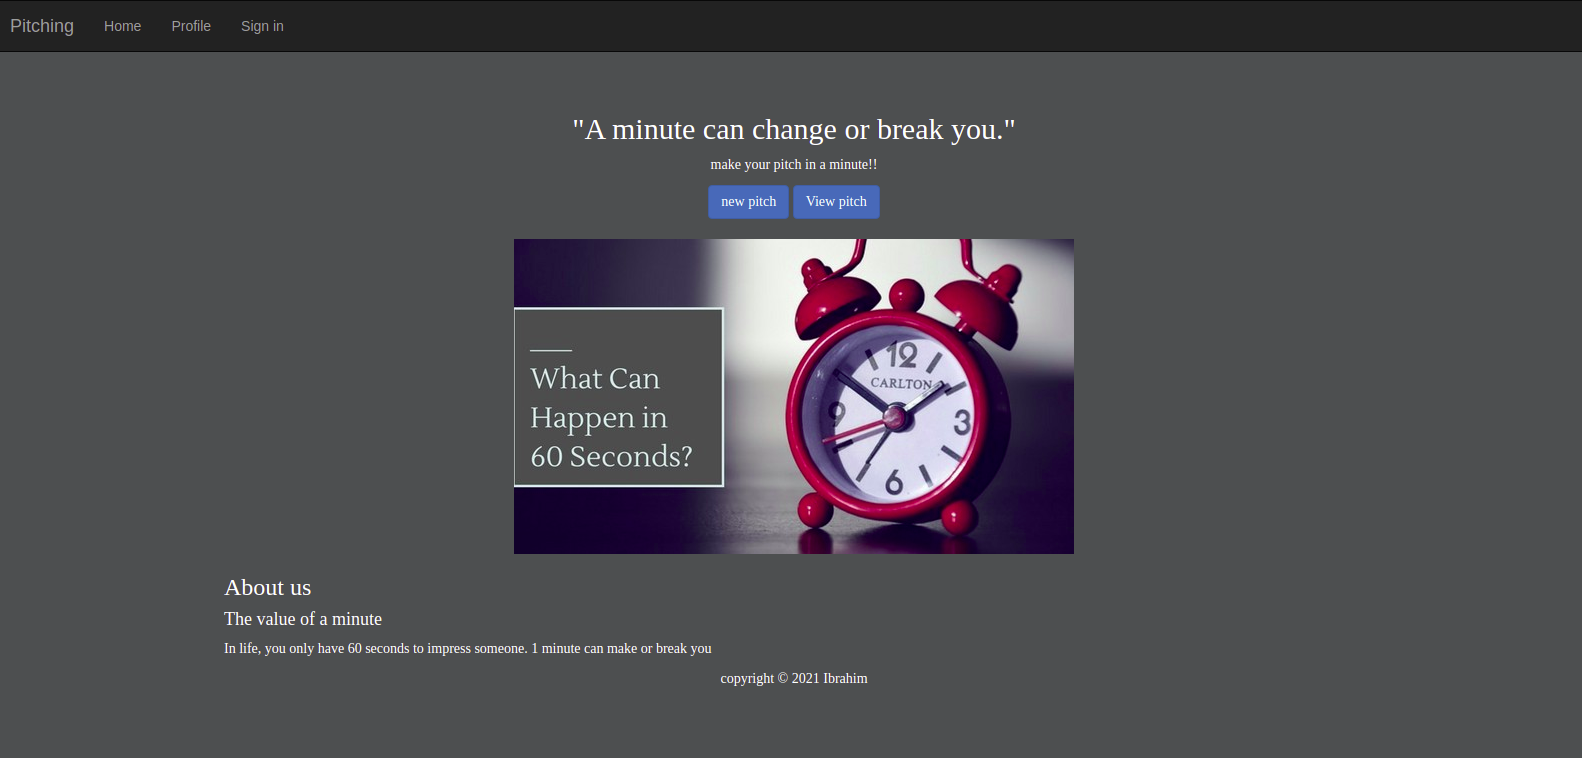 Pitching Home Profile Sign in
"A minute can change or break you."
make your pitch in a minute!!
new pitch View pitch
What Can
Happen in
60 Seconds?
12
CARLTON
9
3
6
About us
The value of a minute
In life, you only have 60 seconds to impress someone. 1 minute can make or break you
copyright © 2021 Ibrahim